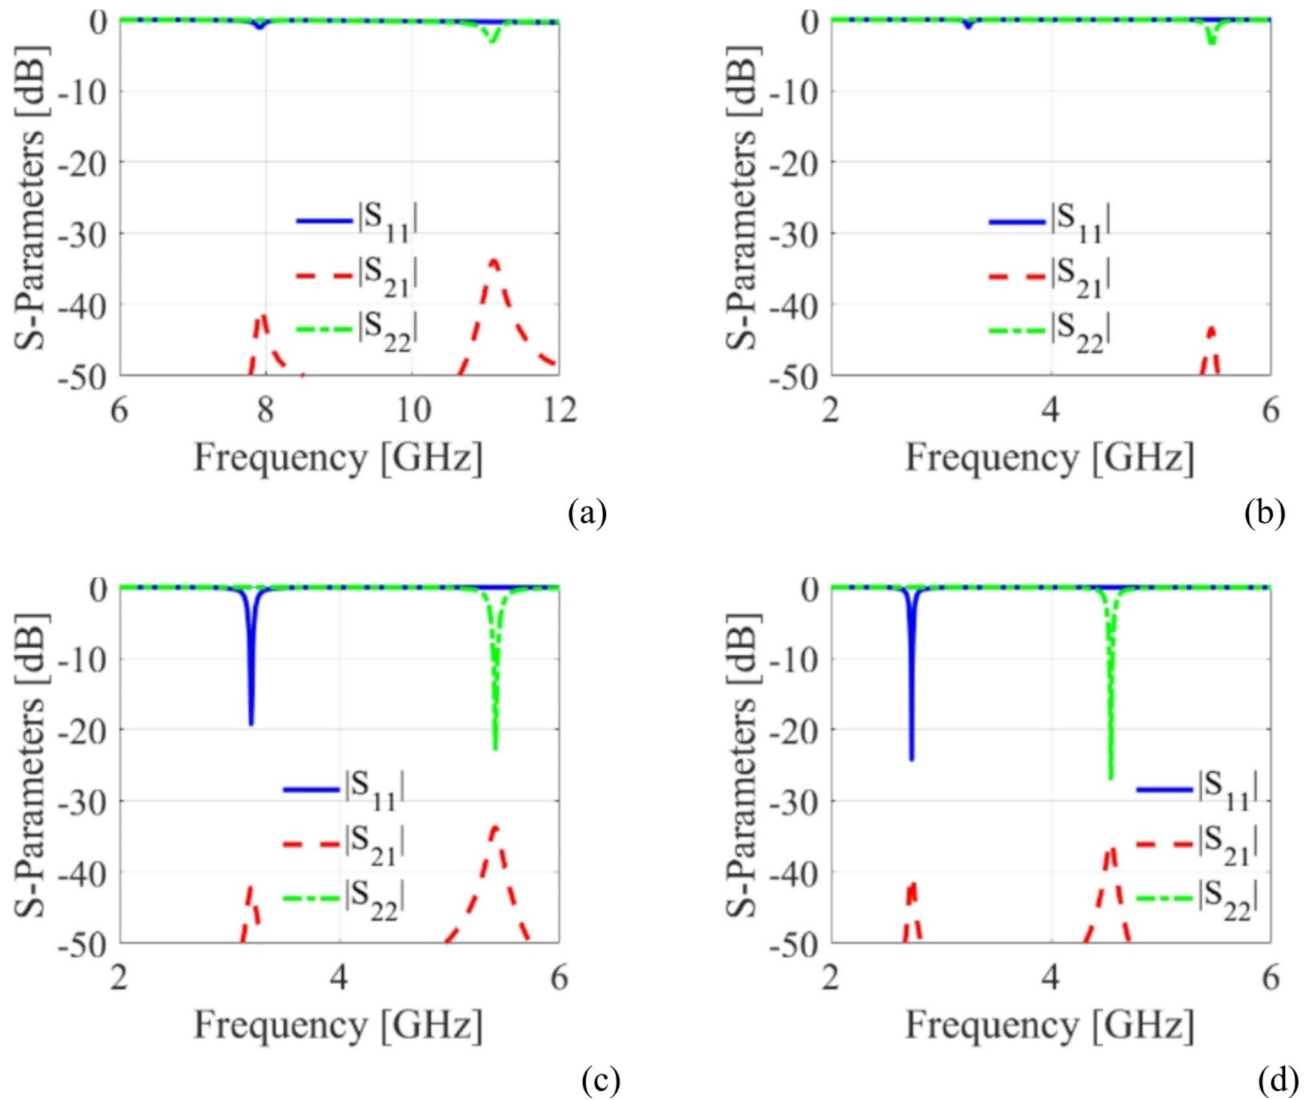 S-Parameters [dB]
0
-10
-20
-30
-40
-50
|S11|
|S21|
|S22|
6 8 10 12
Frequency [GHz]
(a)
S-Parameters [dB]
0
-10
-20
-30
-40
-50
|S11|
|S21|
|S22|
2 4 6
Frequency [GHz]
(b)
S-Parameters [dB]
0
-10
-20
-30
-40
-50
|S11|
|S21|
|S22|
2 4 6
Frequency [GHz]
(c)
S-Parameters [dB]
0
-10
-20
-30
-40
-50
|S11|
|S21|
|S22|
2 4 6
Frequency [GHz]
(d)